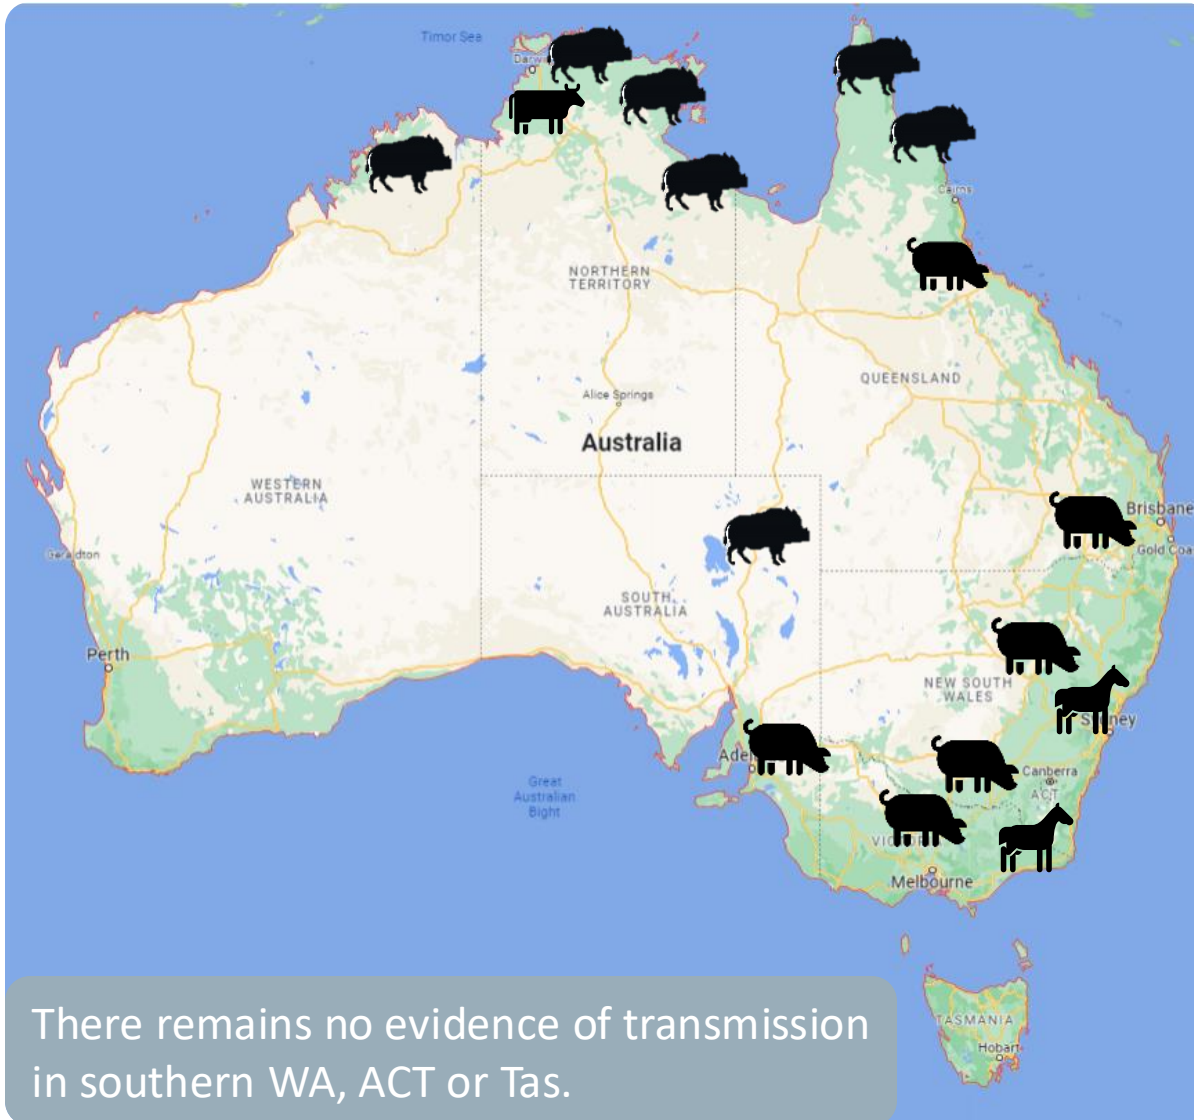 Timor Sea
Cairns
NORTHERN
TERRITORY
QUEENSLAND
Alice Springs
Australia
WESTERN
AUSTRALIA
Brisbane
Gold Coa
SOUTH
AUSTRALIA
Perth
NEW SOUTH
WALES
Canberra
ACT
Great
Australian
Bight
Melbourne
TASMANIA
Hobart
There remains no evidence of transmission
in southern WA, ACT or Tas.